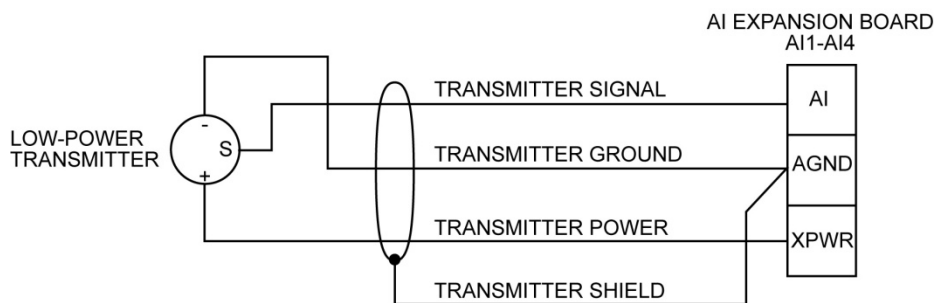 AI EXPANSION BOARD
AI1-AI4
TRANSMITTER SIGNAL
AI
-
LOW-POWER
TRANSMITTER
S
TRANSMITTER GROUND
AGND
+
TRANSMITTER POWER
XPWR
TRANSMITTER SHIELD